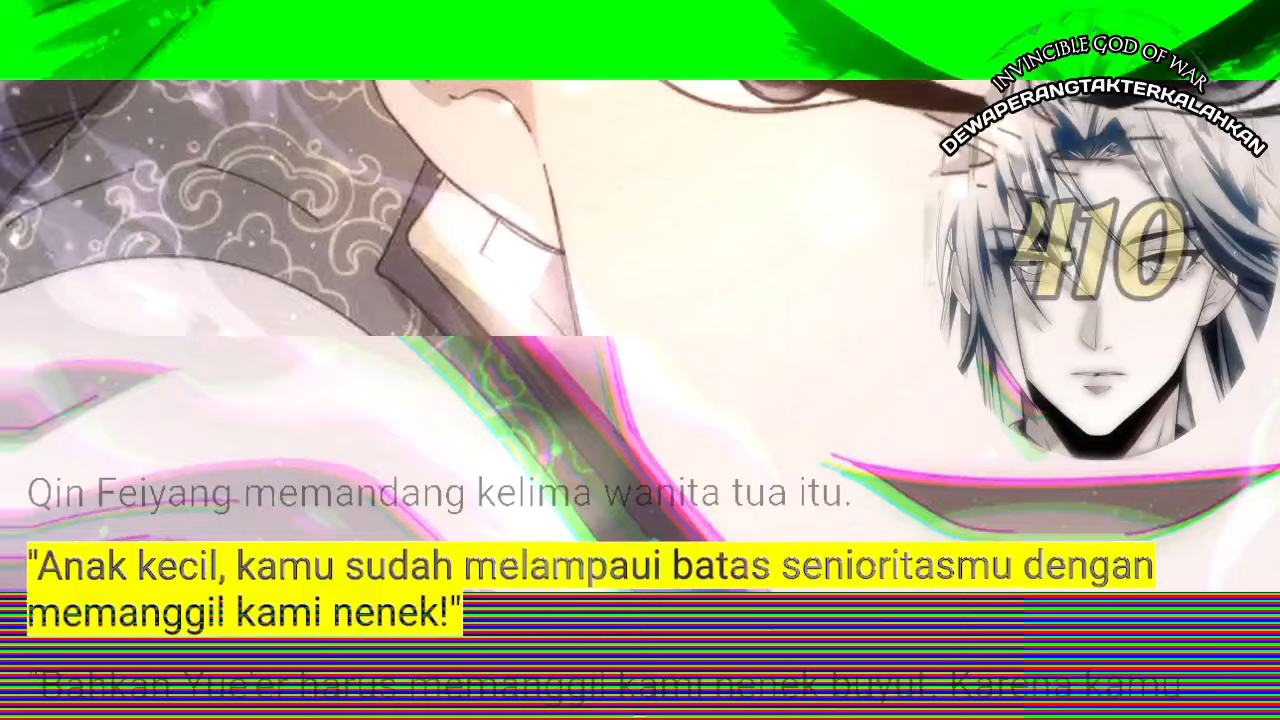 INVINCIBLE GOD OF WAR
DEWAPERANGTAKTERKALAHKAN
410
Qin Feiyang memandang kelima wanita tua itu.
"Anak kecil, kamu sudah melampaui batas senioritasmu dengan
memanggil kami nenek!"
"Bahkan Yue'er harus memanggil kami nenek buyut. Karena kamu